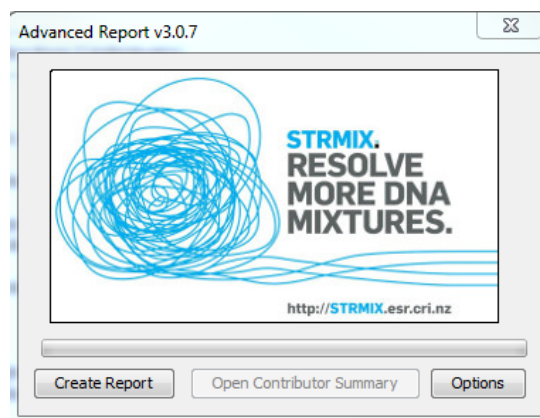 Advanced Report v3.0.7
STRMIX.
RESOLVE
MORE DNA
MIXTURES.
http://STRMIX.esr.cri.nz
Create Report
Open Contributor Summary
Options